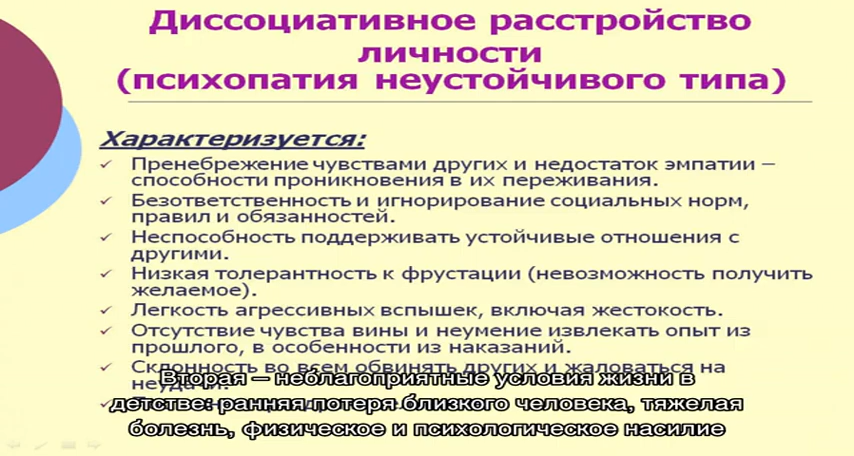 Диссоциативное расстройство
личности
(психопатия неустойчивого типа)
Характеризуется:
Пренебрежение чувствами других и недостаток эмпатии –
способности проникновения в их переживания.
Безответственность и игнорирование социальных норм,
правил и обязанностей.
Неспособность поддерживать устойчивые отношения с
другими.
Низкая толерантность к фрустации (невозможность получить
желаемое).
Легкость агрессивных вспышек, включая жестокость.
Отсутствие чувства вины и неумение извлекать опыт из
прошлого, в особенности из наказаний.
Склонность во всем обвинять других и жаловаться на
неудачи.
Вторая – неблагоприятные условия жизни в
детстве: ранняя потеря близкого человека, тяжелая
болезнь, физическое и психологическое насилие